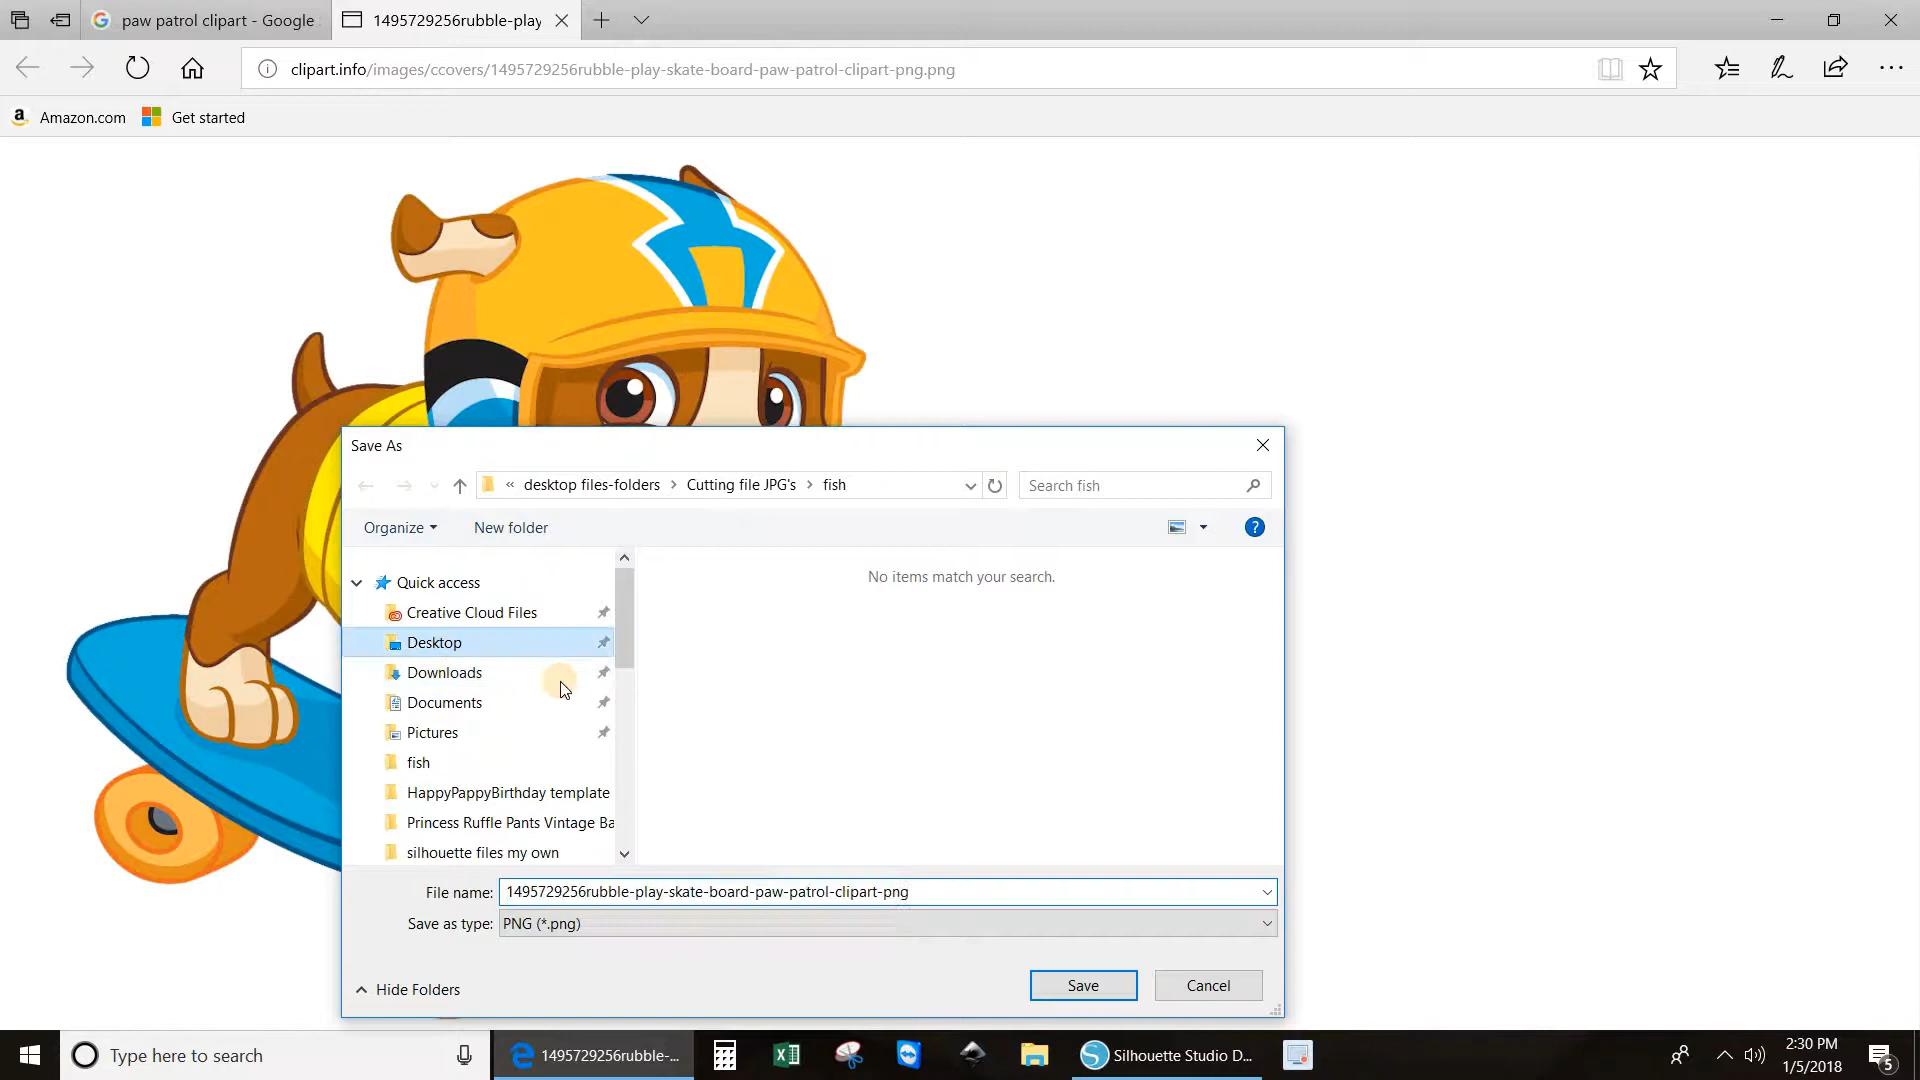 paw patrol clipart - Google
1495729256rubble-play
clipart.info/images/ccovers/1495729256rubble-play-skate-board-paw-patrol-clipart-png.png
Amazon.com
Get started
Save As
« desktop files-folders > Cutting file JPG's > fish
Search fish
Organize
New folder
No items match your search.
Quick access
Creative Cloud Files
Desktop
Downloads
Documents
Pictures
fish
HappyPappyBirthday template
Princess Ruffle Pants Vintage Ba
silhouette files my own
File name: 1495729256rubble-play-skate-board-paw-patrol-clipart-png
Save as type: PNG (*.png)
Hide Folders
Save
Cancel
Type here to search
1495729256rubble-...
Silhouette Studio D...
2:30 PM
1/5/2018
5